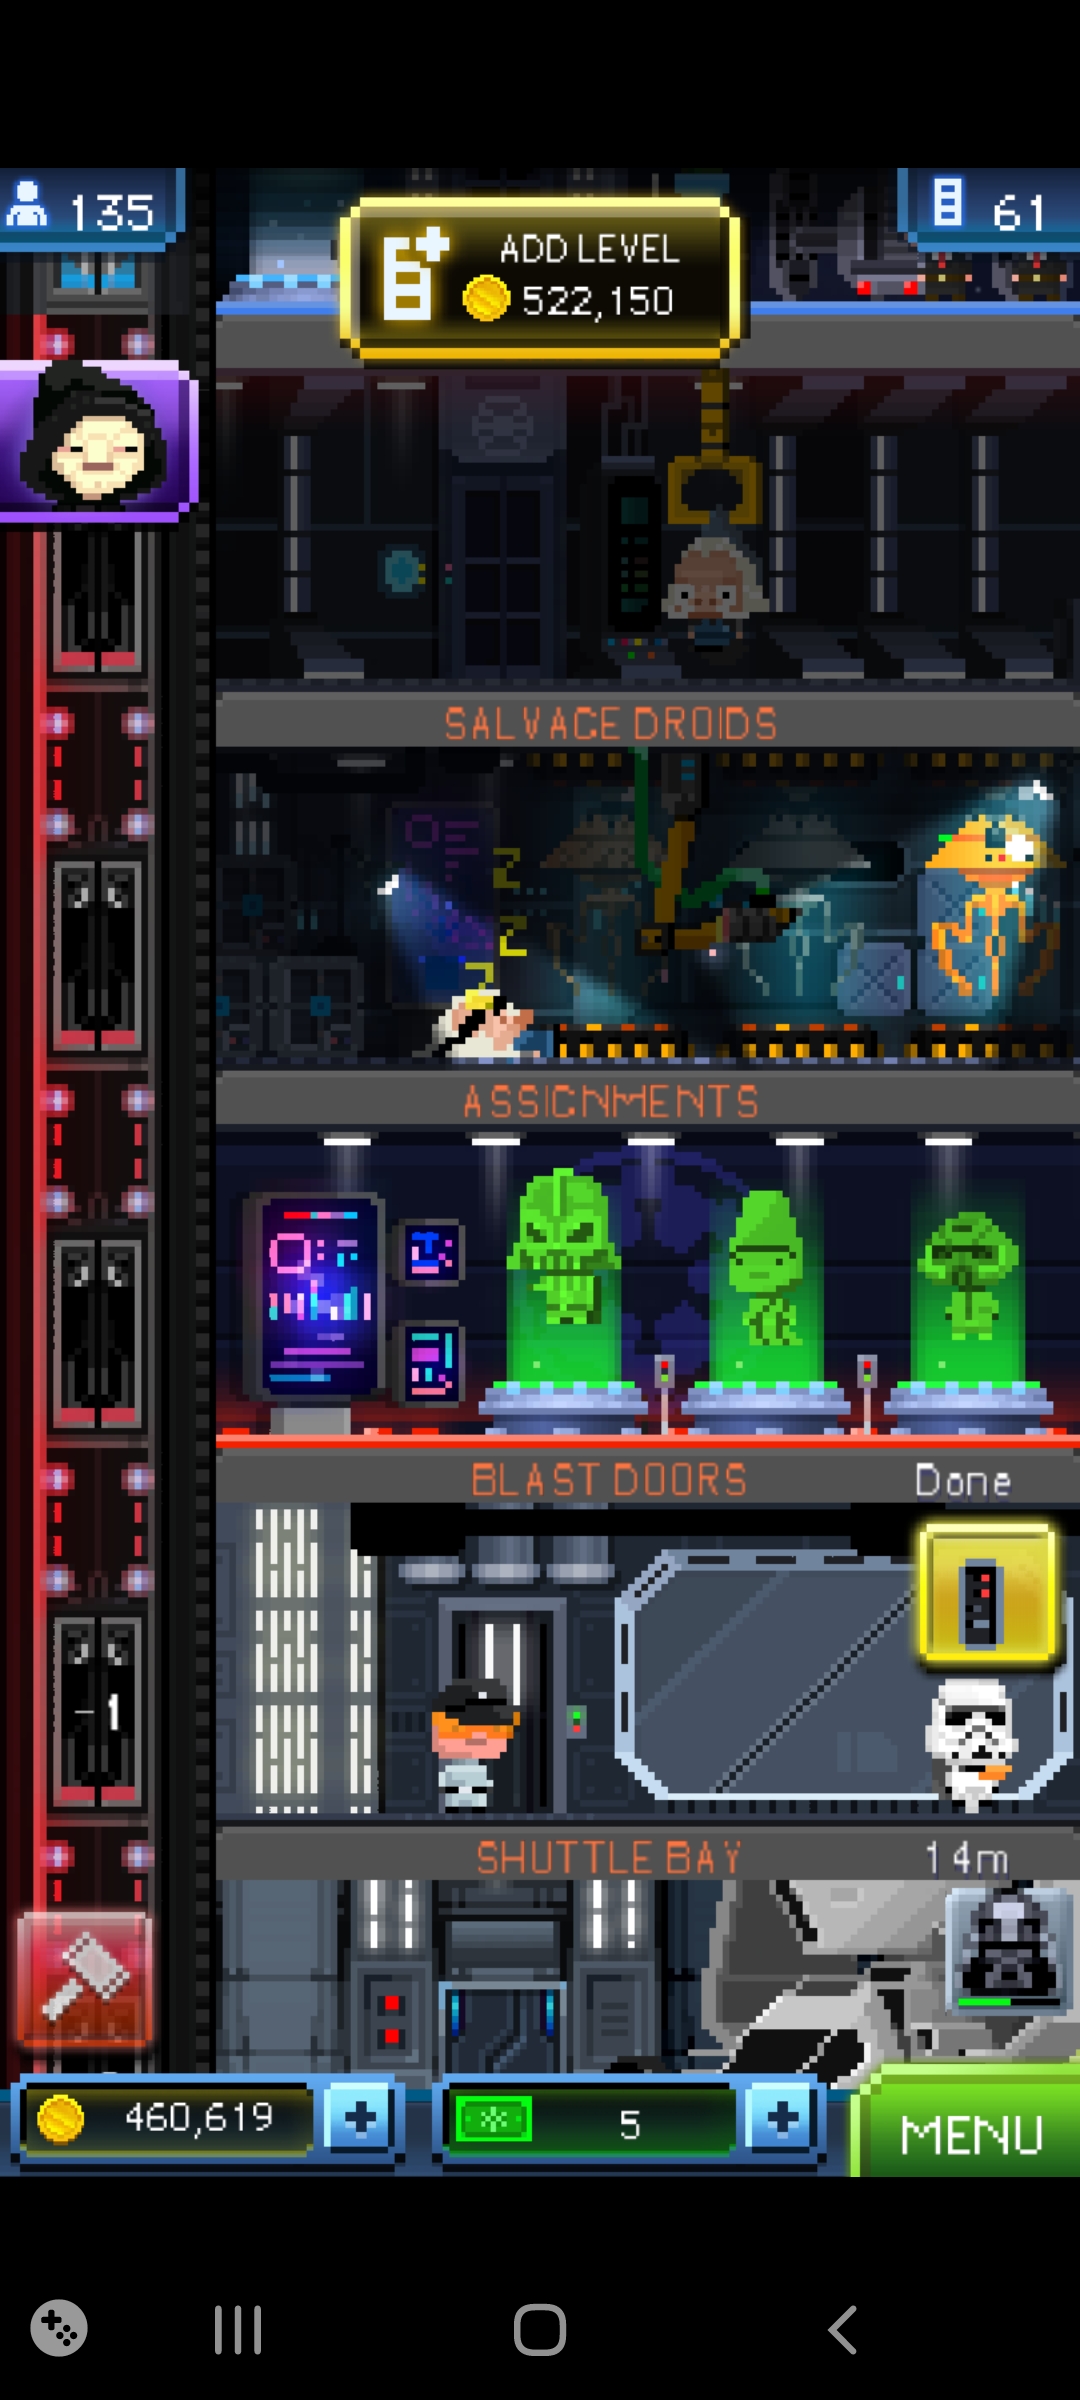 135
61
ADD LEVEL
522,150
SALVAGE DROIDS
Z
Z
Z
ASSIGNMENTS
BLAST DOORS
Done
-1
SHUTTLE BAY
14m
460,619
+
5
+
MENU